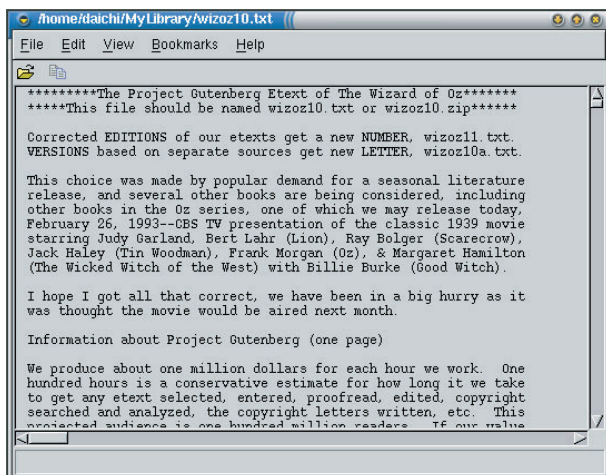 /home/daichi/MyLibrary/wizoz10.txt
File Edit View Bookmarks Help
*********The Project Gutenberg Etext of The Wizard of Oz*******
*****This file should be named wizoz10.txt or wizoz10.zip******
Corrected EDITIONS of our etexts get a new NUMBER, wizoz11.txt.
VERSIONS based on separate sources get new LETTER, wizoz10a.txt.
This choice was made by popular demand for a seasonal literature
release, and several other books are being considered, including
other books in the Oz series, one of which we may release today,
February 26, 1993--CBS TV presentation of the classic 1939 movie
starring Judy Garland, Bert Lahr (Lion), Ray Bolger (Scarecrow),
Jack Haley (Tin Woodman), Frank Morgan (Oz), & Margaret Hamilton
(The Wicked Witch of the West) with Billie Burke (Good Witch).
I hope I got all that correct, we have been in a big hurry as it
was thought the movie would be aired next month.
Information about Project Gutenberg (one page)
We produce about one million dollars for each hour we work. One
hundred hours is a conservative estimate for how long it we take
to get any etext selected, entered, proofread, edited, copyright
searched and analyzed, the copyright letters written, etc. This
projected audience is one hundred million readers. If our value